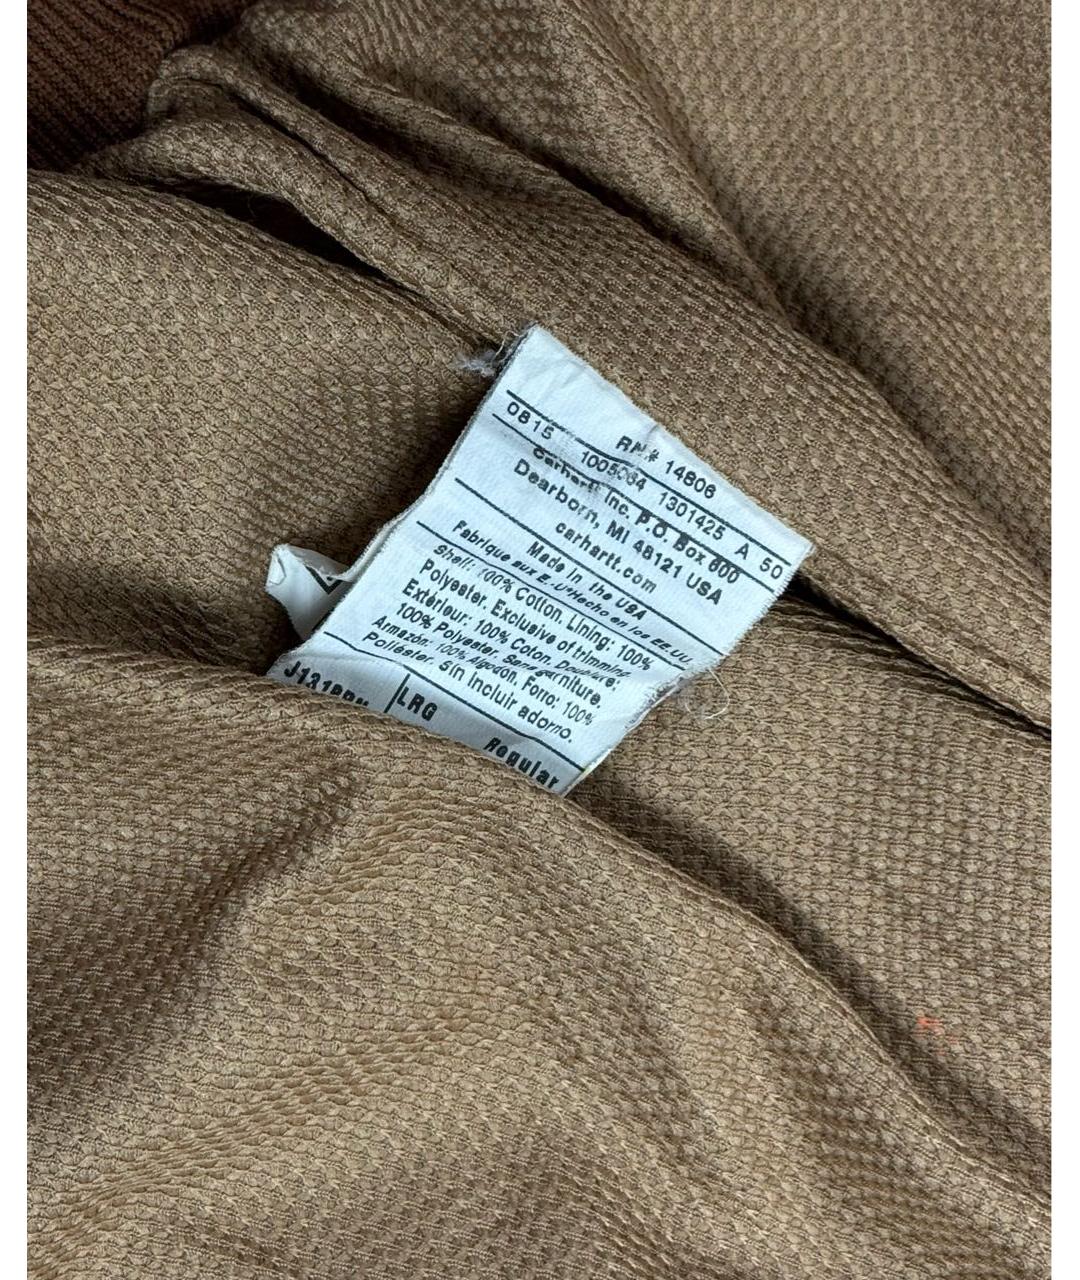 RN# 14806
0815 1005064 1301425 A 50
Carhartt Inc. P.O. Box 600
Dearborn, MI 48121 USA
carhartt.com
Made in the USA
Fabrique aux E.-U*Hecho en los EE.UU.
Shell: 100% Cotton. Lining: 100%
Polyester. Exclusive of trimming
Extérieur: 100% Coton. Doublure:
100% Polyester. Sans garniture.
Armazón: 100% Algodón. Forro: 100%
Poliéster. Sin incluir adorno.
LRG
Regular